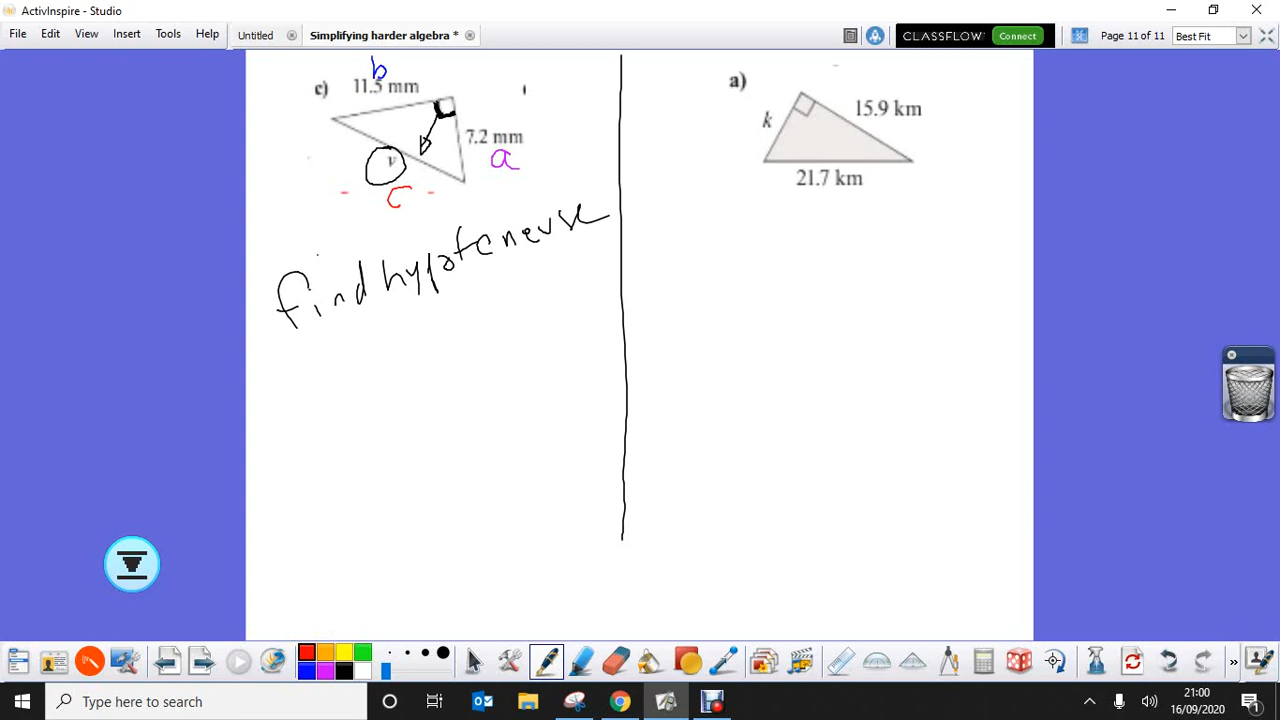 ActivInspire - Studio
File Edit View Insert Tools Help
Untitled
Simplifying harder algebra *
CLASSFLOW Connect
Page 11 of 11
Best Fit
b
c) 11.5 mm
7.2 mm
a
v
c
find hypoteneuse
a)
k
15.9 km
21.7 km
Type here to search
21:00
16/09/2020
1